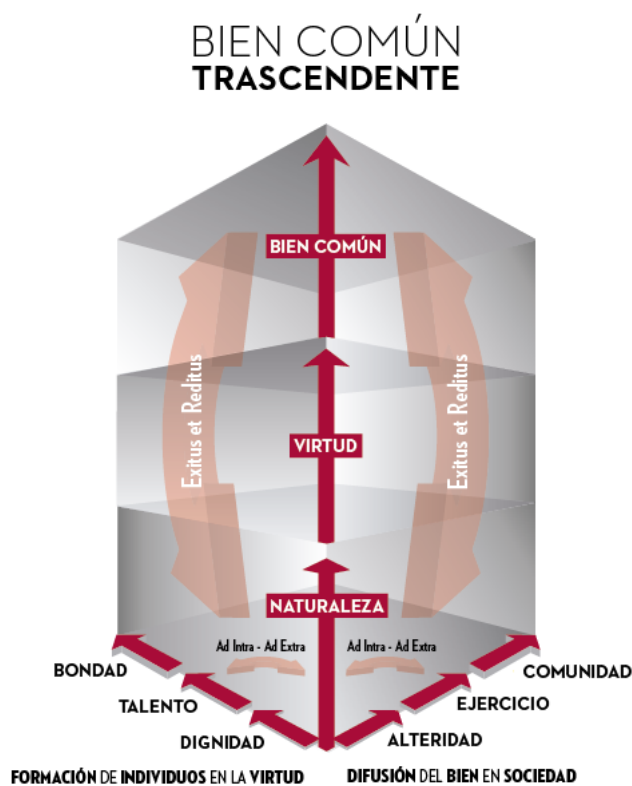 BIEN COMÚN
TRASCENDENTE
BIEN COMÚN
Exitus et Reditus
Exitus et Reditus
VIRTUD
NATURALEZA
Ad Intra - Ad Extra
Ad Intra - Ad Extra
BONDAD
COMUNIDAD
TALENTO
EJERCICIO
DIGNIDAD
ALTERIDAD
FORMACIÓN DE INDIVIDUOS EN LA VIRTUD
DIFUSIÓN DEL BIEN EN SOCIEDAD